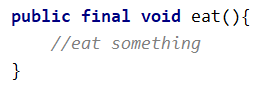 public final void eat(){
    //eat something
}